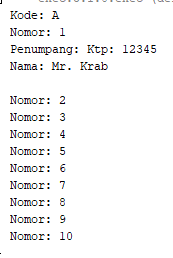 Kode: A
Nomor: 1
Penumpang: Ktp: 12345
Nama: Mr. Krab
Nomor: 2
Nomor: 3
Nomor: 4
Nomor: 5
Nomor: 6
Nomor: 7
Nomor: 8
Nomor: 9
Nomor: 10